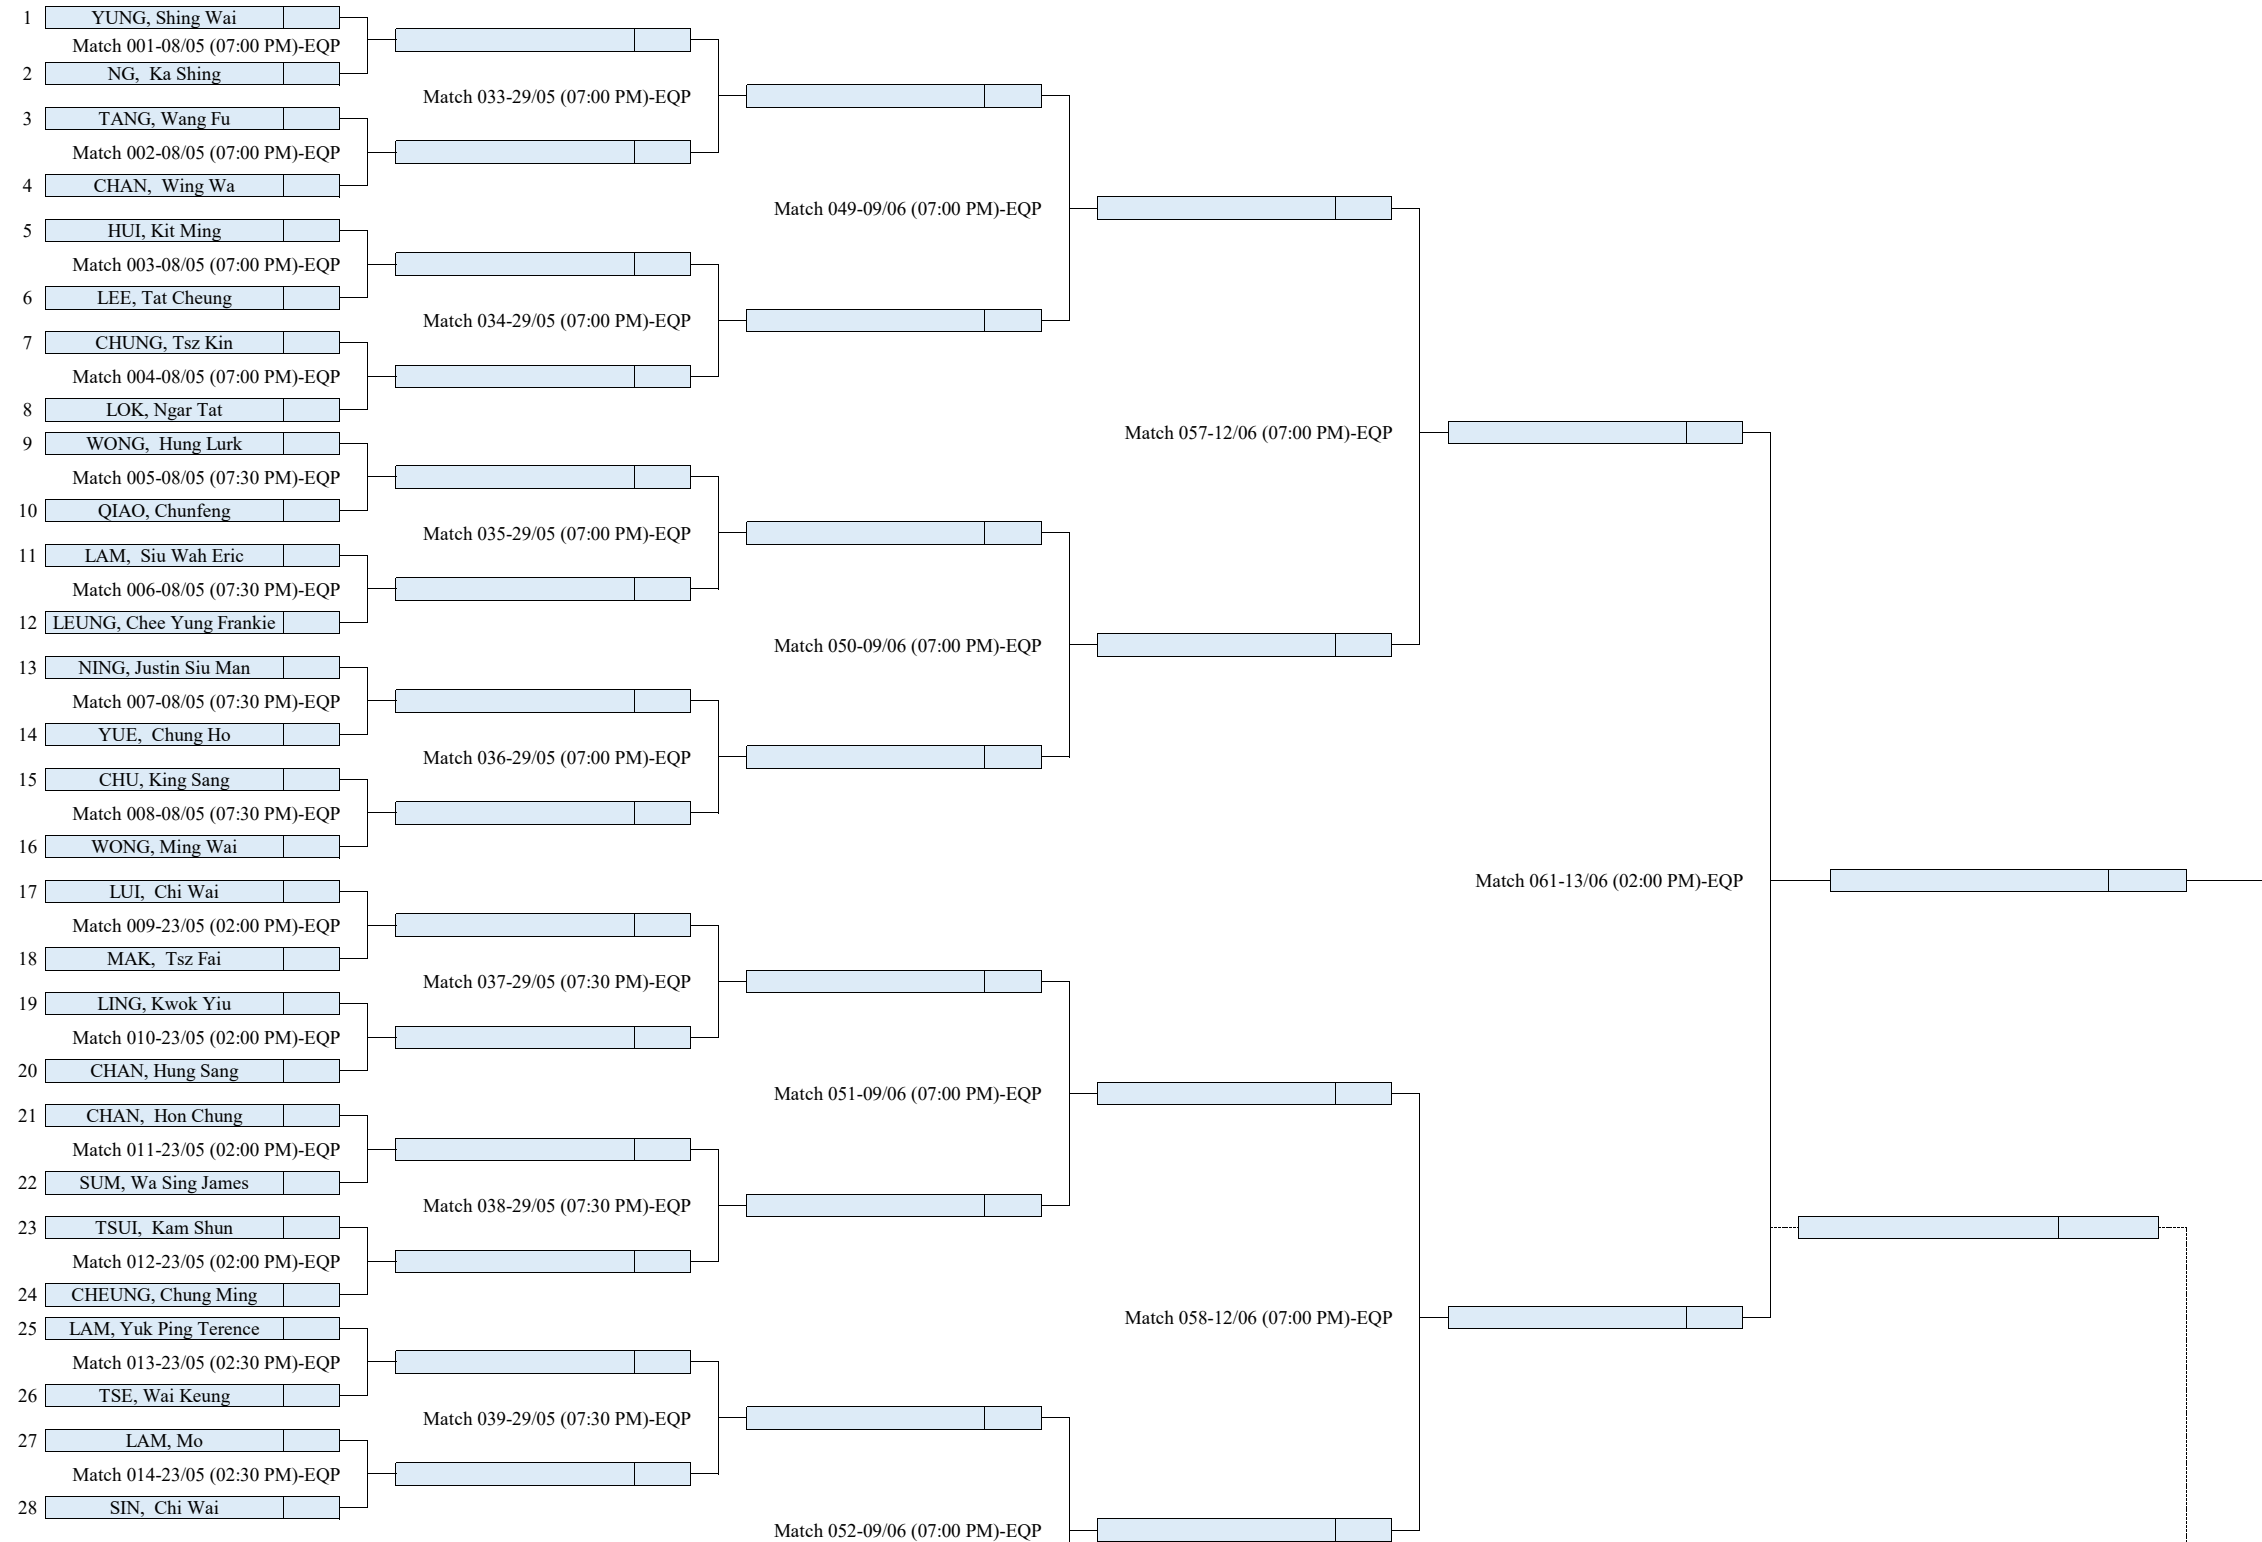 1 YUNG, Shing Wai
Match 001-08/05 (07:00 PM)-EQP
2 NG, Ka Shing
Match 033-29/05 (07:00 PM)-EQP
3 TANG, Wang Fu
Match 002-08/05 (07:00 PM)-EQP
4 CHAN, Wing Wa
Match 049-09/06 (07:00 PM)-EQP
5 HUI, Kit Ming
Match 003-08/05 (07:00 PM)-EQP
6 LEE, Tat Cheung
Match 034-29/05 (07:00 PM)-EQP
7 CHUNG, Tsz Kin
Match 004-08/05 (07:00 PM)-EQP
8 LOK, Ngar Tat
Match 057-12/06 (07:00 PM)-EQP
9 WONG, Hung Lurk
Match 005-08/05 (07:30 PM)-EQP
10 QIAO, Chunfeng
Match 035-29/05 (07:00 PM)-EQP
11 LAM, Siu Wah Eric
Match 006-08/05 (07:30 PM)-EQP
12 LEUNG, Chee Yung Frankie
Match 050-09/06 (07:00 PM)-EQP
13 NING, Justin Siu Man
Match 007-08/05 (07:30 PM)-EQP
14 YUE, Chung Ho
Match 036-29/05 (07:00 PM)-EQP
15 CHU, King Sang
Match 008-08/05 (07:30 PM)-EQP
16 WONG, Ming Wai
Match 061-13/06 (02:00 PM)-EQP
17 LUI, Chi Wai
Match 009-23/05 (02:00 PM)-EQP
18 MAK, Tsz Fai
Match 037-29/05 (07:30 PM)-EQP
19 LING, Kwok Yiu
Match 010-23/05 (02:00 PM)-EQP
20 CHAN, Hung Sang
Match 051-09/06 (07:00 PM)-EQP
21 CHAN, Hon Chung
Match 011-23/05 (02:00 PM)-EQP
22 SUM, Wa Sing James
Match 038-29/05 (07:30 PM)-EQP
23 TSUI, Kam Shun
Match 012-23/05 (02:00 PM)-EQP
24 CHEUNG, Chung Ming
Match 058-12/06 (07:00 PM)-EQP
25 LAM, Yuk Ping Terence
Match 013-23/05 (02:30 PM)-EQP
26 TSE, Wai Keung
Match 039-29/05 (07:30 PM)-EQP
27 LAM, Mo
Match 014-23/05 (02:30 PM)-EQP
28 SIN, Chi Wai
Match 052-09/06 (07:00 PM)-EQP